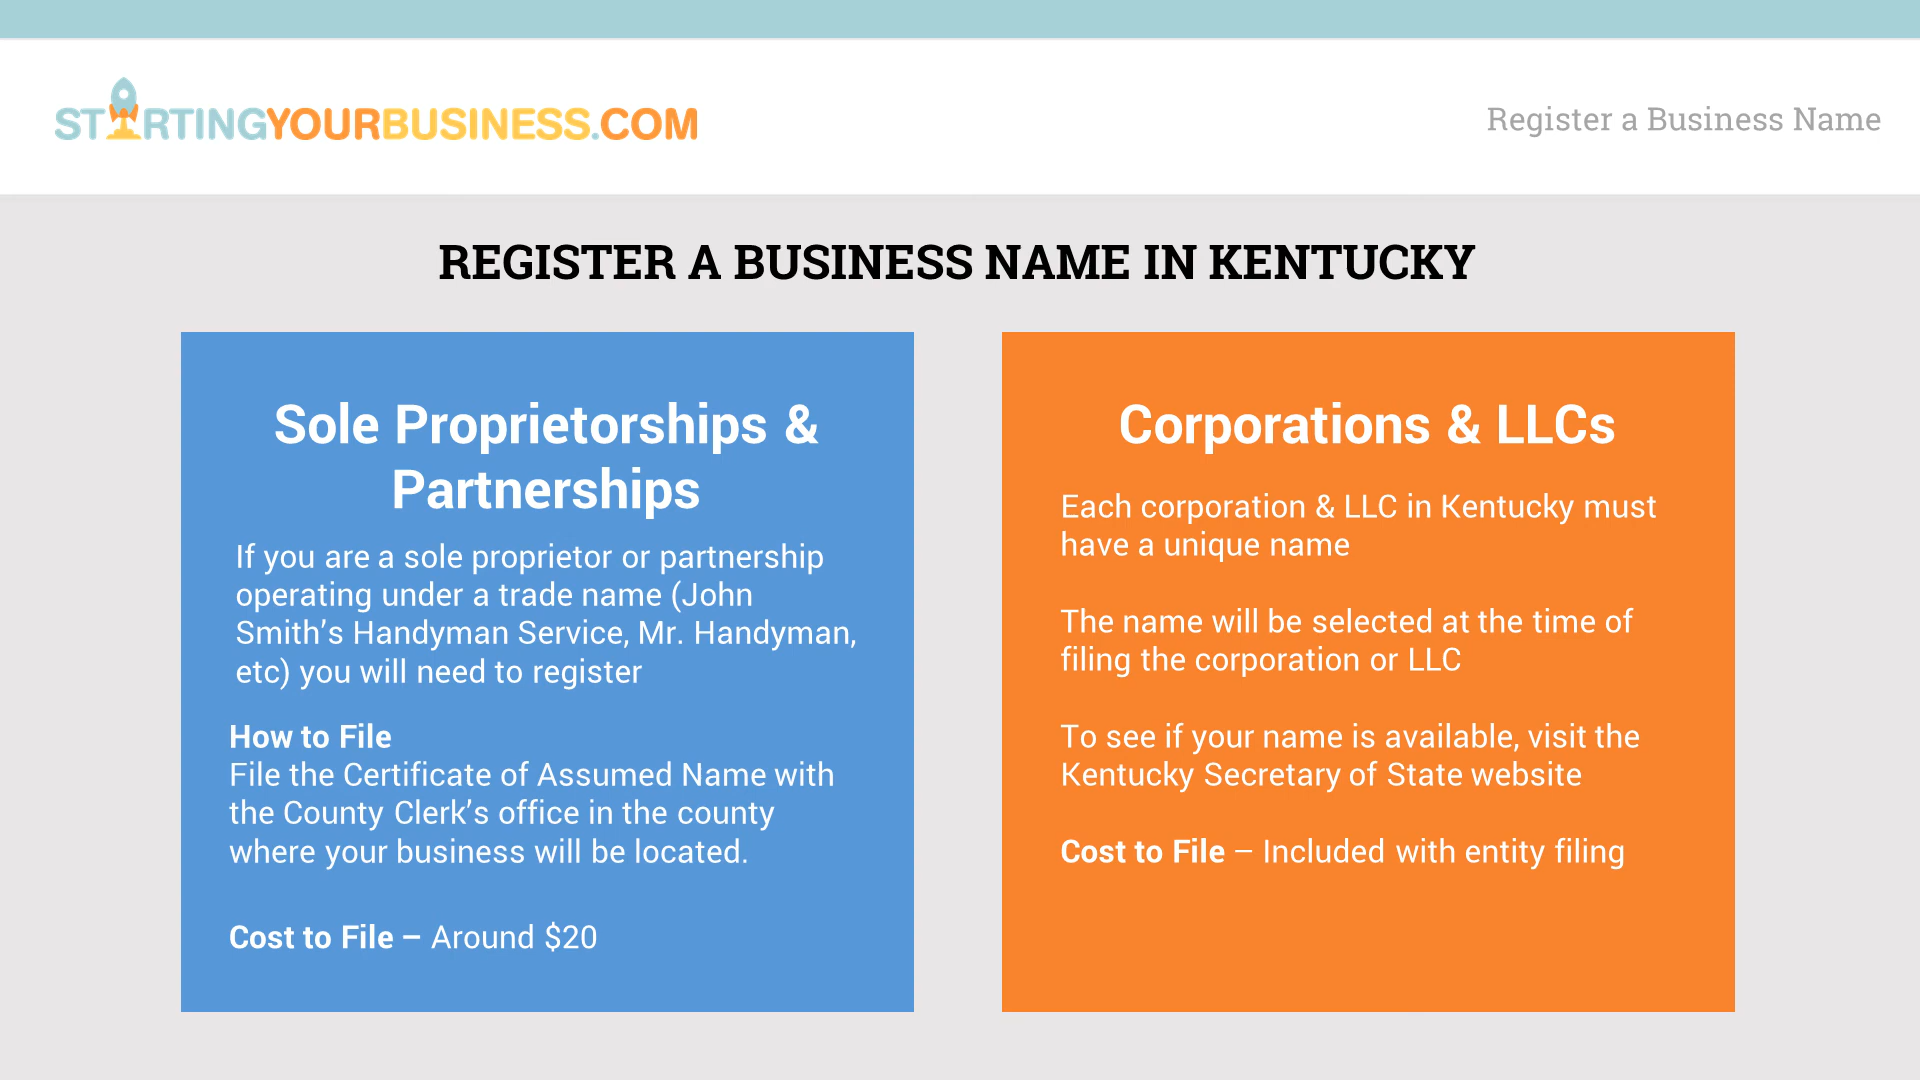 STARTINGYOURBUSINESS.COM
Register a Business Name
REGISTER A BUSINESS NAME IN KENTUCKY
Sole Proprietorships &
Partnerships
If you are a sole proprietor or partnership
operating under a trade name (John
Smith’s Handyman Service, Mr. Handyman,
etc) you will need to register
How to File
File the Certificate of Assumed Name with
the County Clerk’s office in the county
where your business will be located.
Cost to File – Around $20
Corporations & LLCs
Each corporation & LLC in Kentucky must
have a unique name
The name will be selected at the time of
filing the corporation or LLC
To see if your name is available, visit the
Kentucky Secretary of State website
Cost to File – Included with entity filing